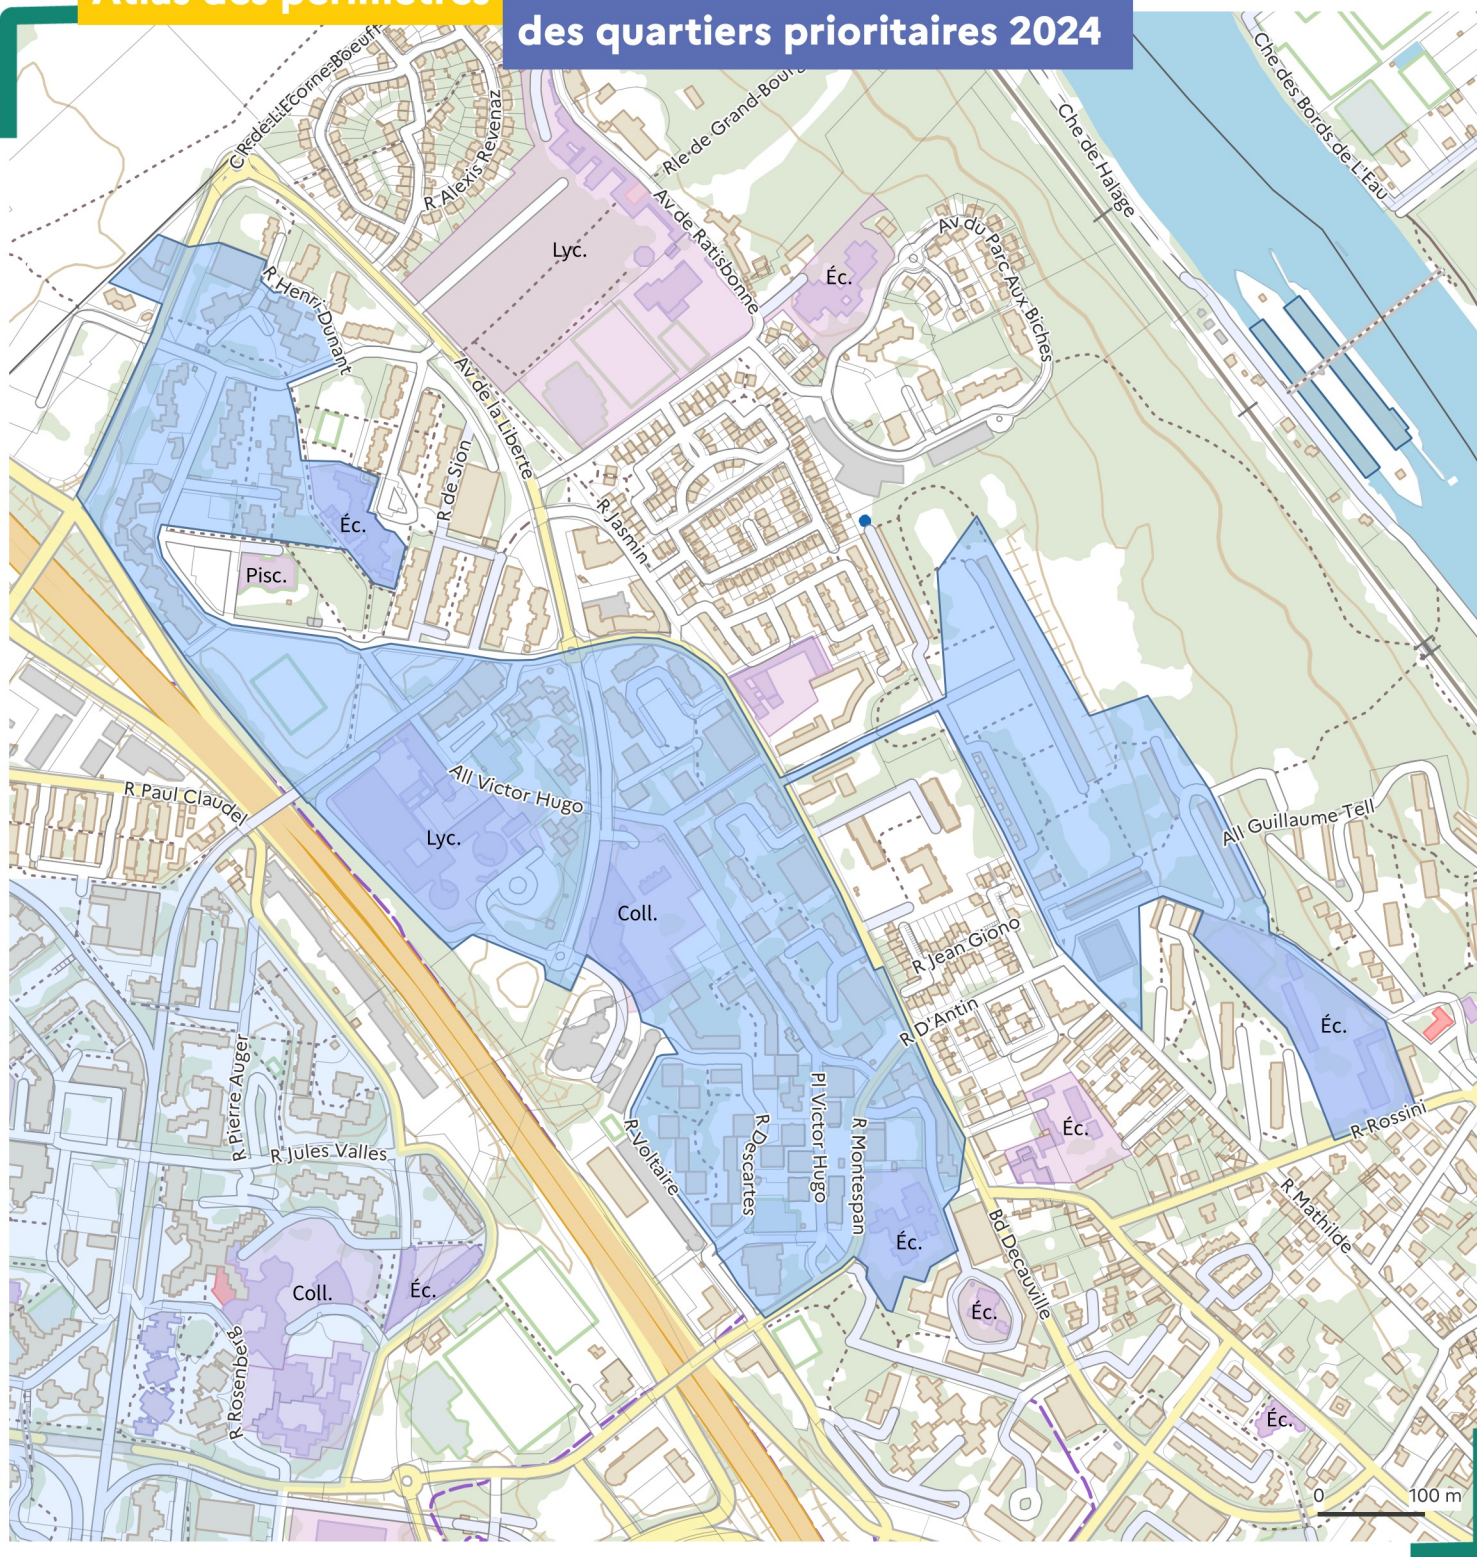 Atlas des périmètres
des quartiers prioritaires 2024
R Alexis Revenaz
Rle de Grand-Bourg
Che de Halage
Che des Bords de L'Eau
Lyc.
Av de Ratisbonne
Éc.
Av du Parc Aux Biches
R Henri Dunant
Av de la Liberte
R de Sion
R Jasmin
Éc.
Pisc.
R Paul Claudel
All Victor Hugo
Lyc.
Coll.
All Guillaume Tell
R Jean Giono
R D'Antin
Éc.
R Pierre Auger
R Jules Valles
R Voltaire
R Descartes
Pl Victor Hugo
R Montespan
Éc.
R Rossini
R Mathilde
Éc.
Bd Decauville
Coll.
Éc.
Éc.
R Rosenberg
Éc.
0 100 m